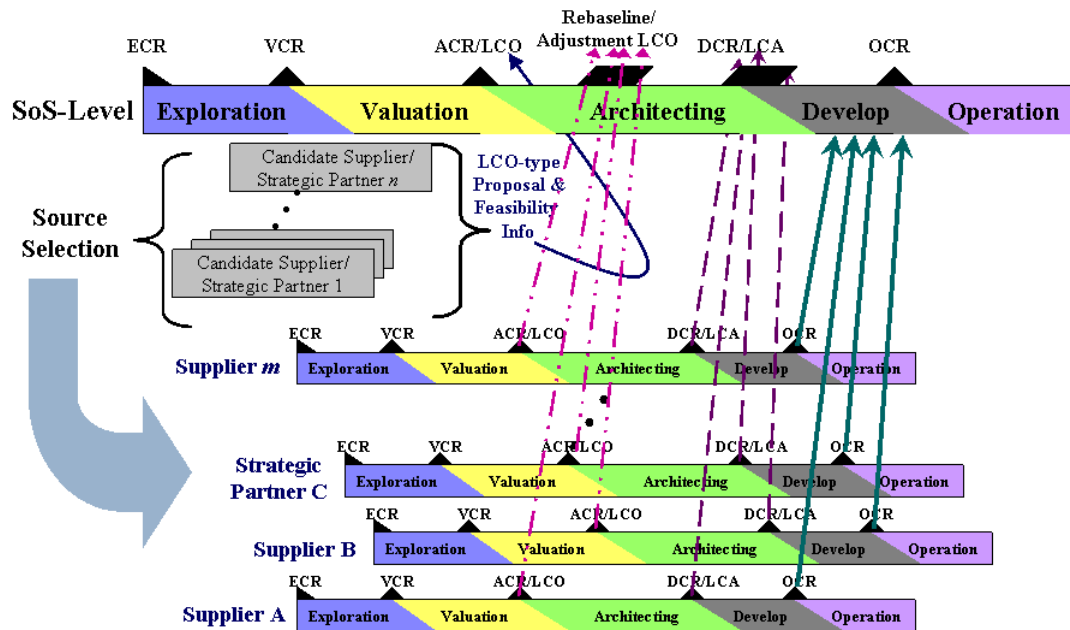 Rebaseline/
Adjustment LCO
ECR
VCR
ACR/LCO
DCR/LCA
OCR
SoS-Level
Exploration
Valuation
Architecting
Develop
Operation
Candidate Supplier/
Strategic Partner n
Candidate Supplier/
Strategic Partner 1
Source
Selection
LCO-type
Proposal &
Feasibility
Info
ECR
VCR
ACR/LCO
DCR/LCA
OCR
Supplier m
Exploration
Valuation
Architecting
Develop
Operation
ECR
VCR
ACR/LCO
DCR/LCA
OCR
Strategic
Partner C
Exploration
Valuation
Architecting
Develop
Operation
ECR
VCR
ACR/LCO
DCR/LCA
OCR
Supplier B
Exploration
Valuation
Architecting
Develop
Operation
ECR
VCR
ACR/LCO
DCR/LCA
OCR
Supplier A
Exploration
Valuation
Architecting
Develop
Operation